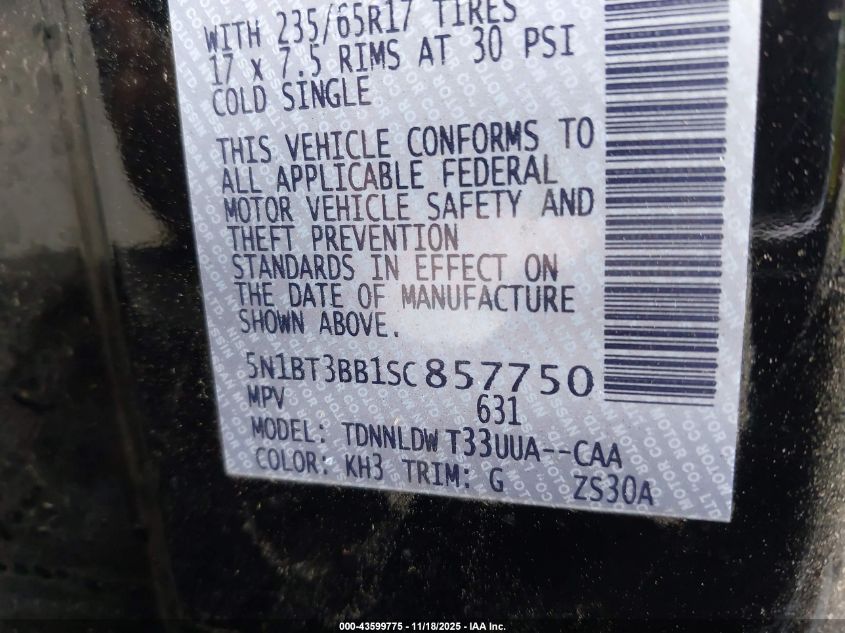 WITH 235/65R17 TIRES
17 x 7.5 RIMS AT 30 PSI
COLD SINGLE
THIS VEHICLE CONFORMS TO
ALL APPLICABLE FEDERAL
MOTOR VEHICLE SAFETY AND
THEFT PREVENTION
STANDARDS IN EFFECT ON
THE DATE OF MANUFACTURE
SHOWN ABOVE.
5N1BT3BB1SC857750
MPV 631
MODEL: TDNNLDW T33UUA--CAA
COLOR: KH3 TRIM: G ZS30A
000-43599775 - 11/18/2025 - IAA Inc.